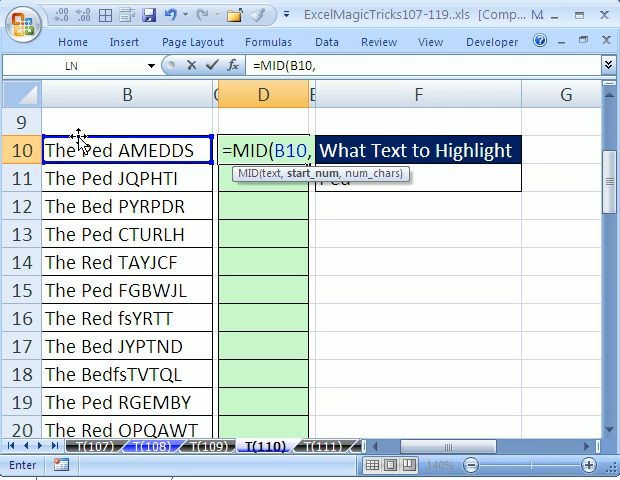 ExcelMagicTricks107-119..xls [Comp... M...
Home Insert Page Layout Formulas Data Review View Developer
LN fx =MID(B10,
B C D E F G
9
10 The Ped AMEDDS =MID(B10, What Text to Highlight
MID(text, start_num, num_chars)
11 The Ped JQPHTI Ped
12 The Bed PYRPDR
13 The Ped CTURLH
14 The Red TAYJCF
15 The Ped FGBWJL
16 The Red fsYRTT
17 The Bed JYPTND
18 The BedfsTVTQL
19 The Ped RGEMBY
20 The Red OPQAWT
T(107) T(108) T(109) T(110) T(111)
Enter 140%